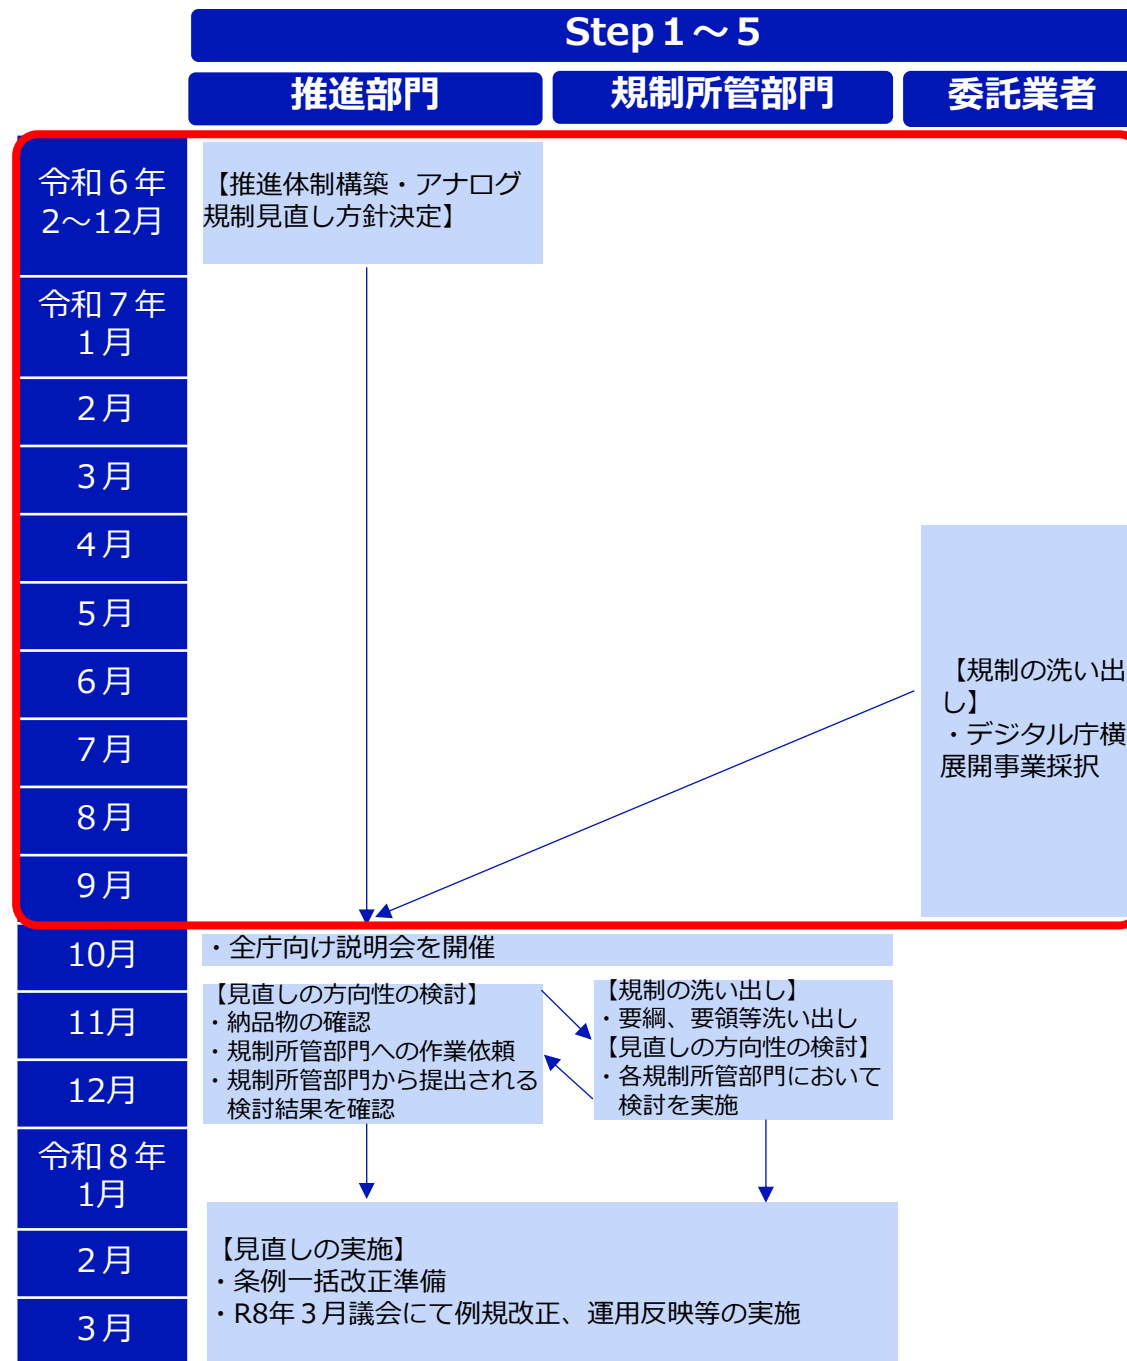 Step１～５
推進部門
規制所管部門
委託業者
令和６年
2～12月
【推進体制構築・アナログ
規制見直し方針決定】
令和７年
１月
２月
３月
４月
５月
６月
７月
８月
９月
【規制の洗い出
し】
・デジタル庁横
展開事業採択
10月
・全庁向け説明会を開催
11月
12月
【見直しの方向性の検討】
・納品物の確認
・規制所管部門への作業依頼
・規制所管部門から提出される
検討結果を確認
【規制の洗い出し】
・要綱、要領等洗い出し
【見直しの方向性の検討】
・各規制所管部門において
検討を実施
令和８年
1月
２月
３月
【見直しの実施】
・条例一括改正準備
・R8年３月議会にて例規改正、運用反映等の実施